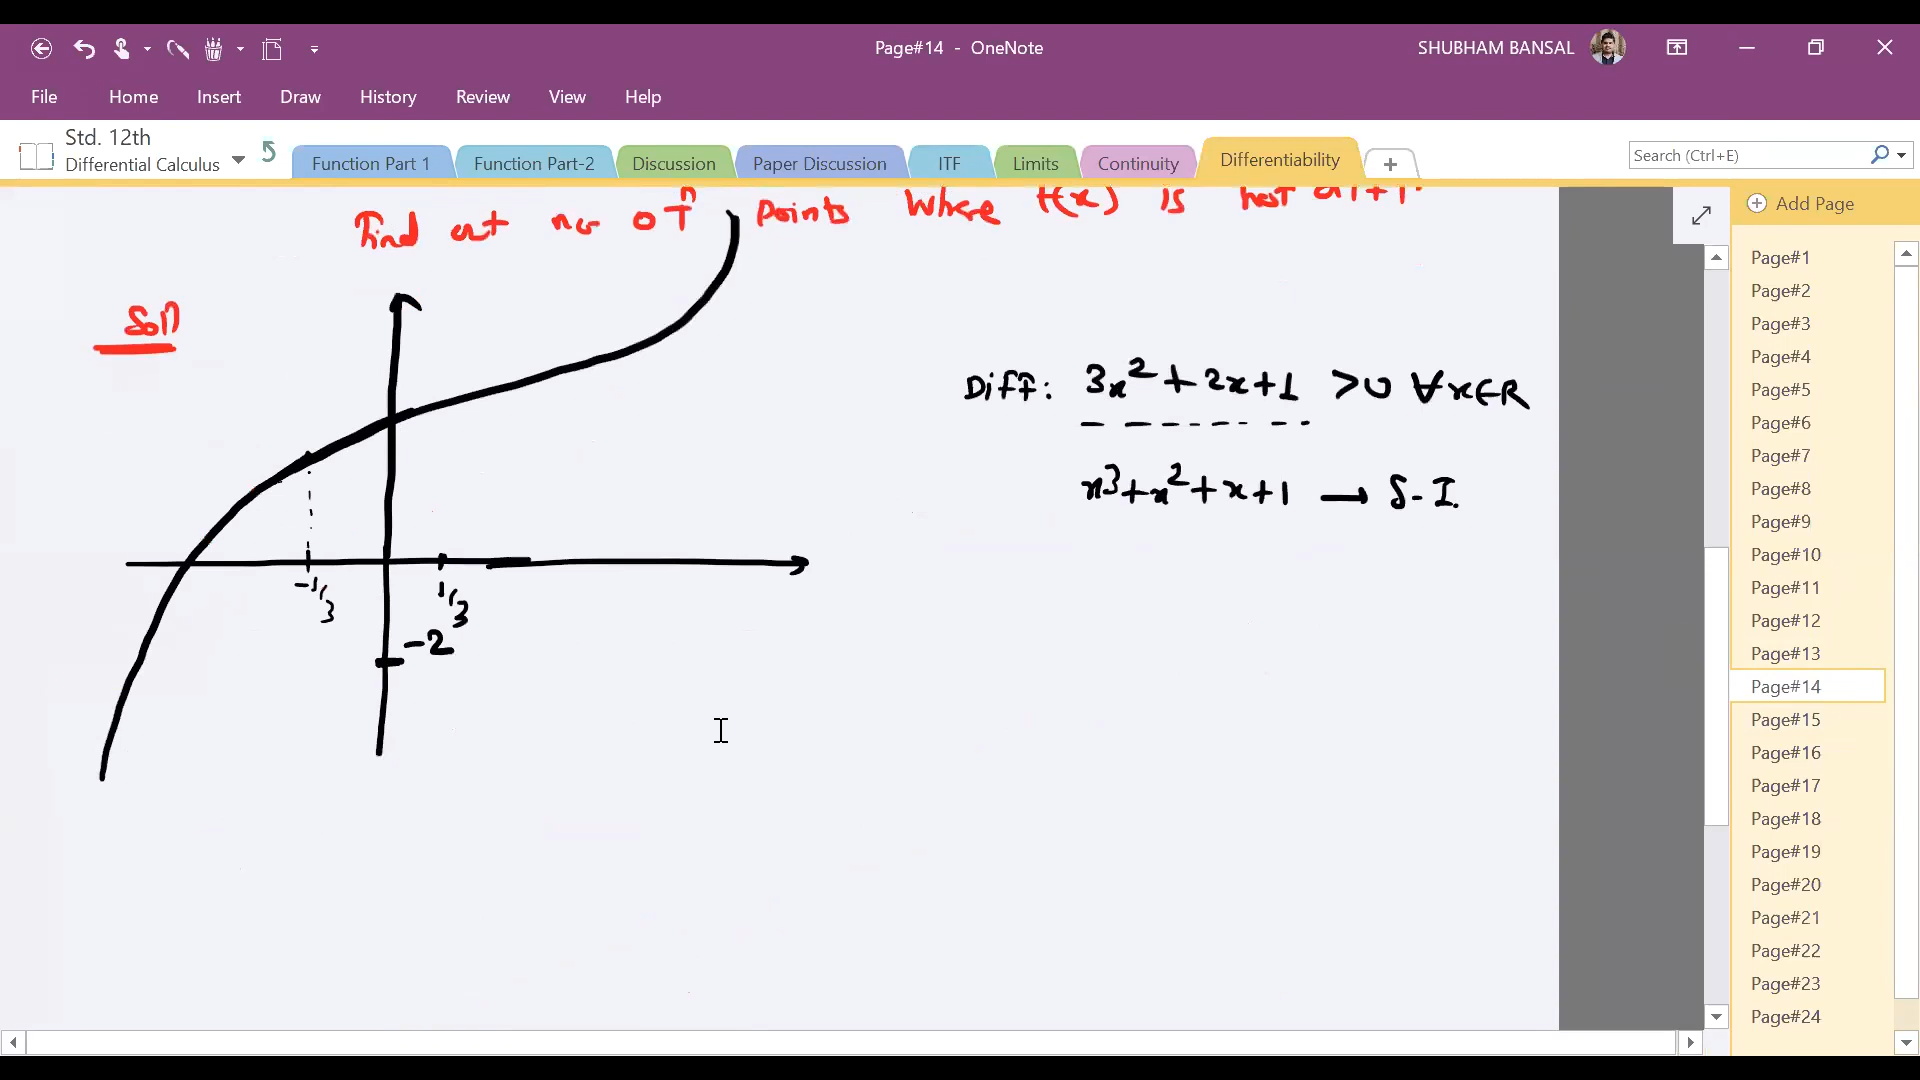 Page#14 - OneNote
SHUBHAM BANSAL
File Home Insert Draw History Review View Help
Std. 12th
Differential Calculus
Function Part 1 Function Part-2 Discussion Paper Discussion ITF Limits Continuity Differentiability
Search (Ctrl+E)
Add Page
Find out no of points where f(x) is not diff.
Soln
Diff: 3x²+2x+1 >0 ∀x∈R
x³+x²+x+1 → S-I.
-1/3
1/3
-2
Page#1
Page#2
Page#3
Page#4
Page#5
Page#6
Page#7
Page#8
Page#9
Page#10
Page#11
Page#12
Page#13
Page#14
Page#15
Page#16
Page#17
Page#18
Page#19
Page#20
Page#21
Page#22
Page#23
Page#24